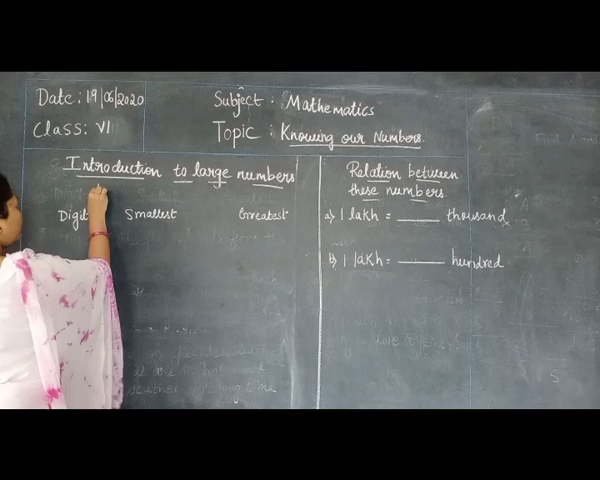 Date: 19/06/2020
Class: VI
Subject: Mathematics
Topic: Knowing our Numbers.
Introduction to large numbers
Digit Smallest Greatest
Relation between
these numbers.
a) 1 lakh = ______ thousand
b) 1 lakh = ______ hundred